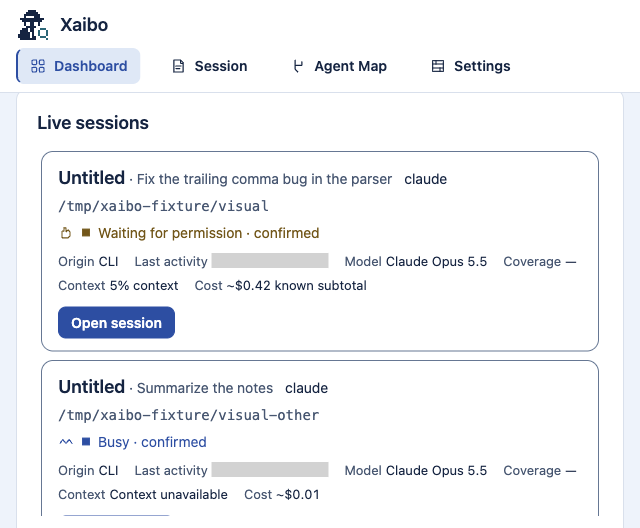 Xaibo
Dashboard Session Agent Map Settings
Live sessions
Untitled · Fix the trailing comma bug in the parser claude
/tmp/xaibo-fixture/visual
Waiting for permission · confirmed
Origin CLI Last activity Model Claude Opus 5.5 Coverage —
Context 5% context Cost ~$0.42 known subtotal
Open session
Untitled · Summarize the notes claude
/tmp/xaibo-fixture/visual-other
Busy · confirmed
Origin CLI Last activity Model Claude Opus 5.5 Coverage —
Context Context unavailable Cost ~$0.01